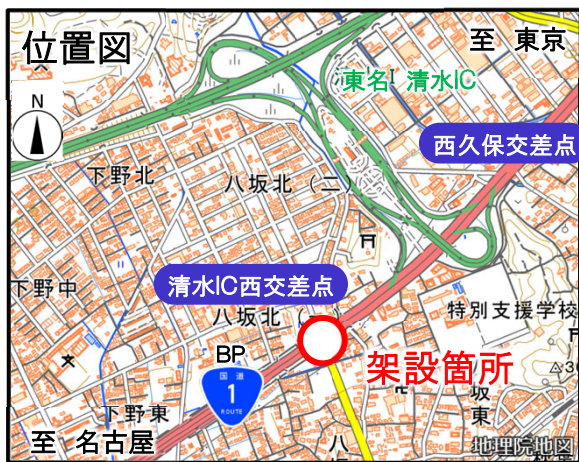 位置図
至 東京
N
東名I 清水IC
西久保交差点
下野北
八坂北(二)
清水IC西交差点
下野中
八坂北(一)
特別支援学校
BP
架設箇所
国道
1
ROUTE
坂東
下野東
至 名古屋
八
地理院地図